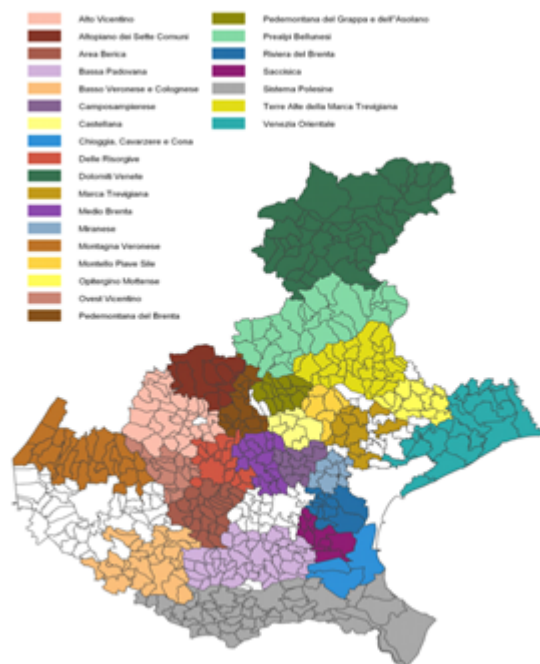 Alto Vicentino
Altopiano dei Sette Comuni
Area Berica
Bassa Padovana
Basso Veronese e Colognese
Camposampierese
Castellana
Chioggia, Cavarzere e Cona
Delle Risorgive
Dolomiti Venete
Marca Trevigiana
Medio Brenta
Miranese
Montagna Veronese
Montello Piave Sile
Opitergino Mottense
Ovest Vicentino
Pedemontana del Brenta
Pedemontana del Grappa e dell'Asolano
Prealpi Bellunesi
Riviera del Brenta
Saccisica
Sistema Polesine
Terre Alte della Marca Trevigiana
Venezia Orientale